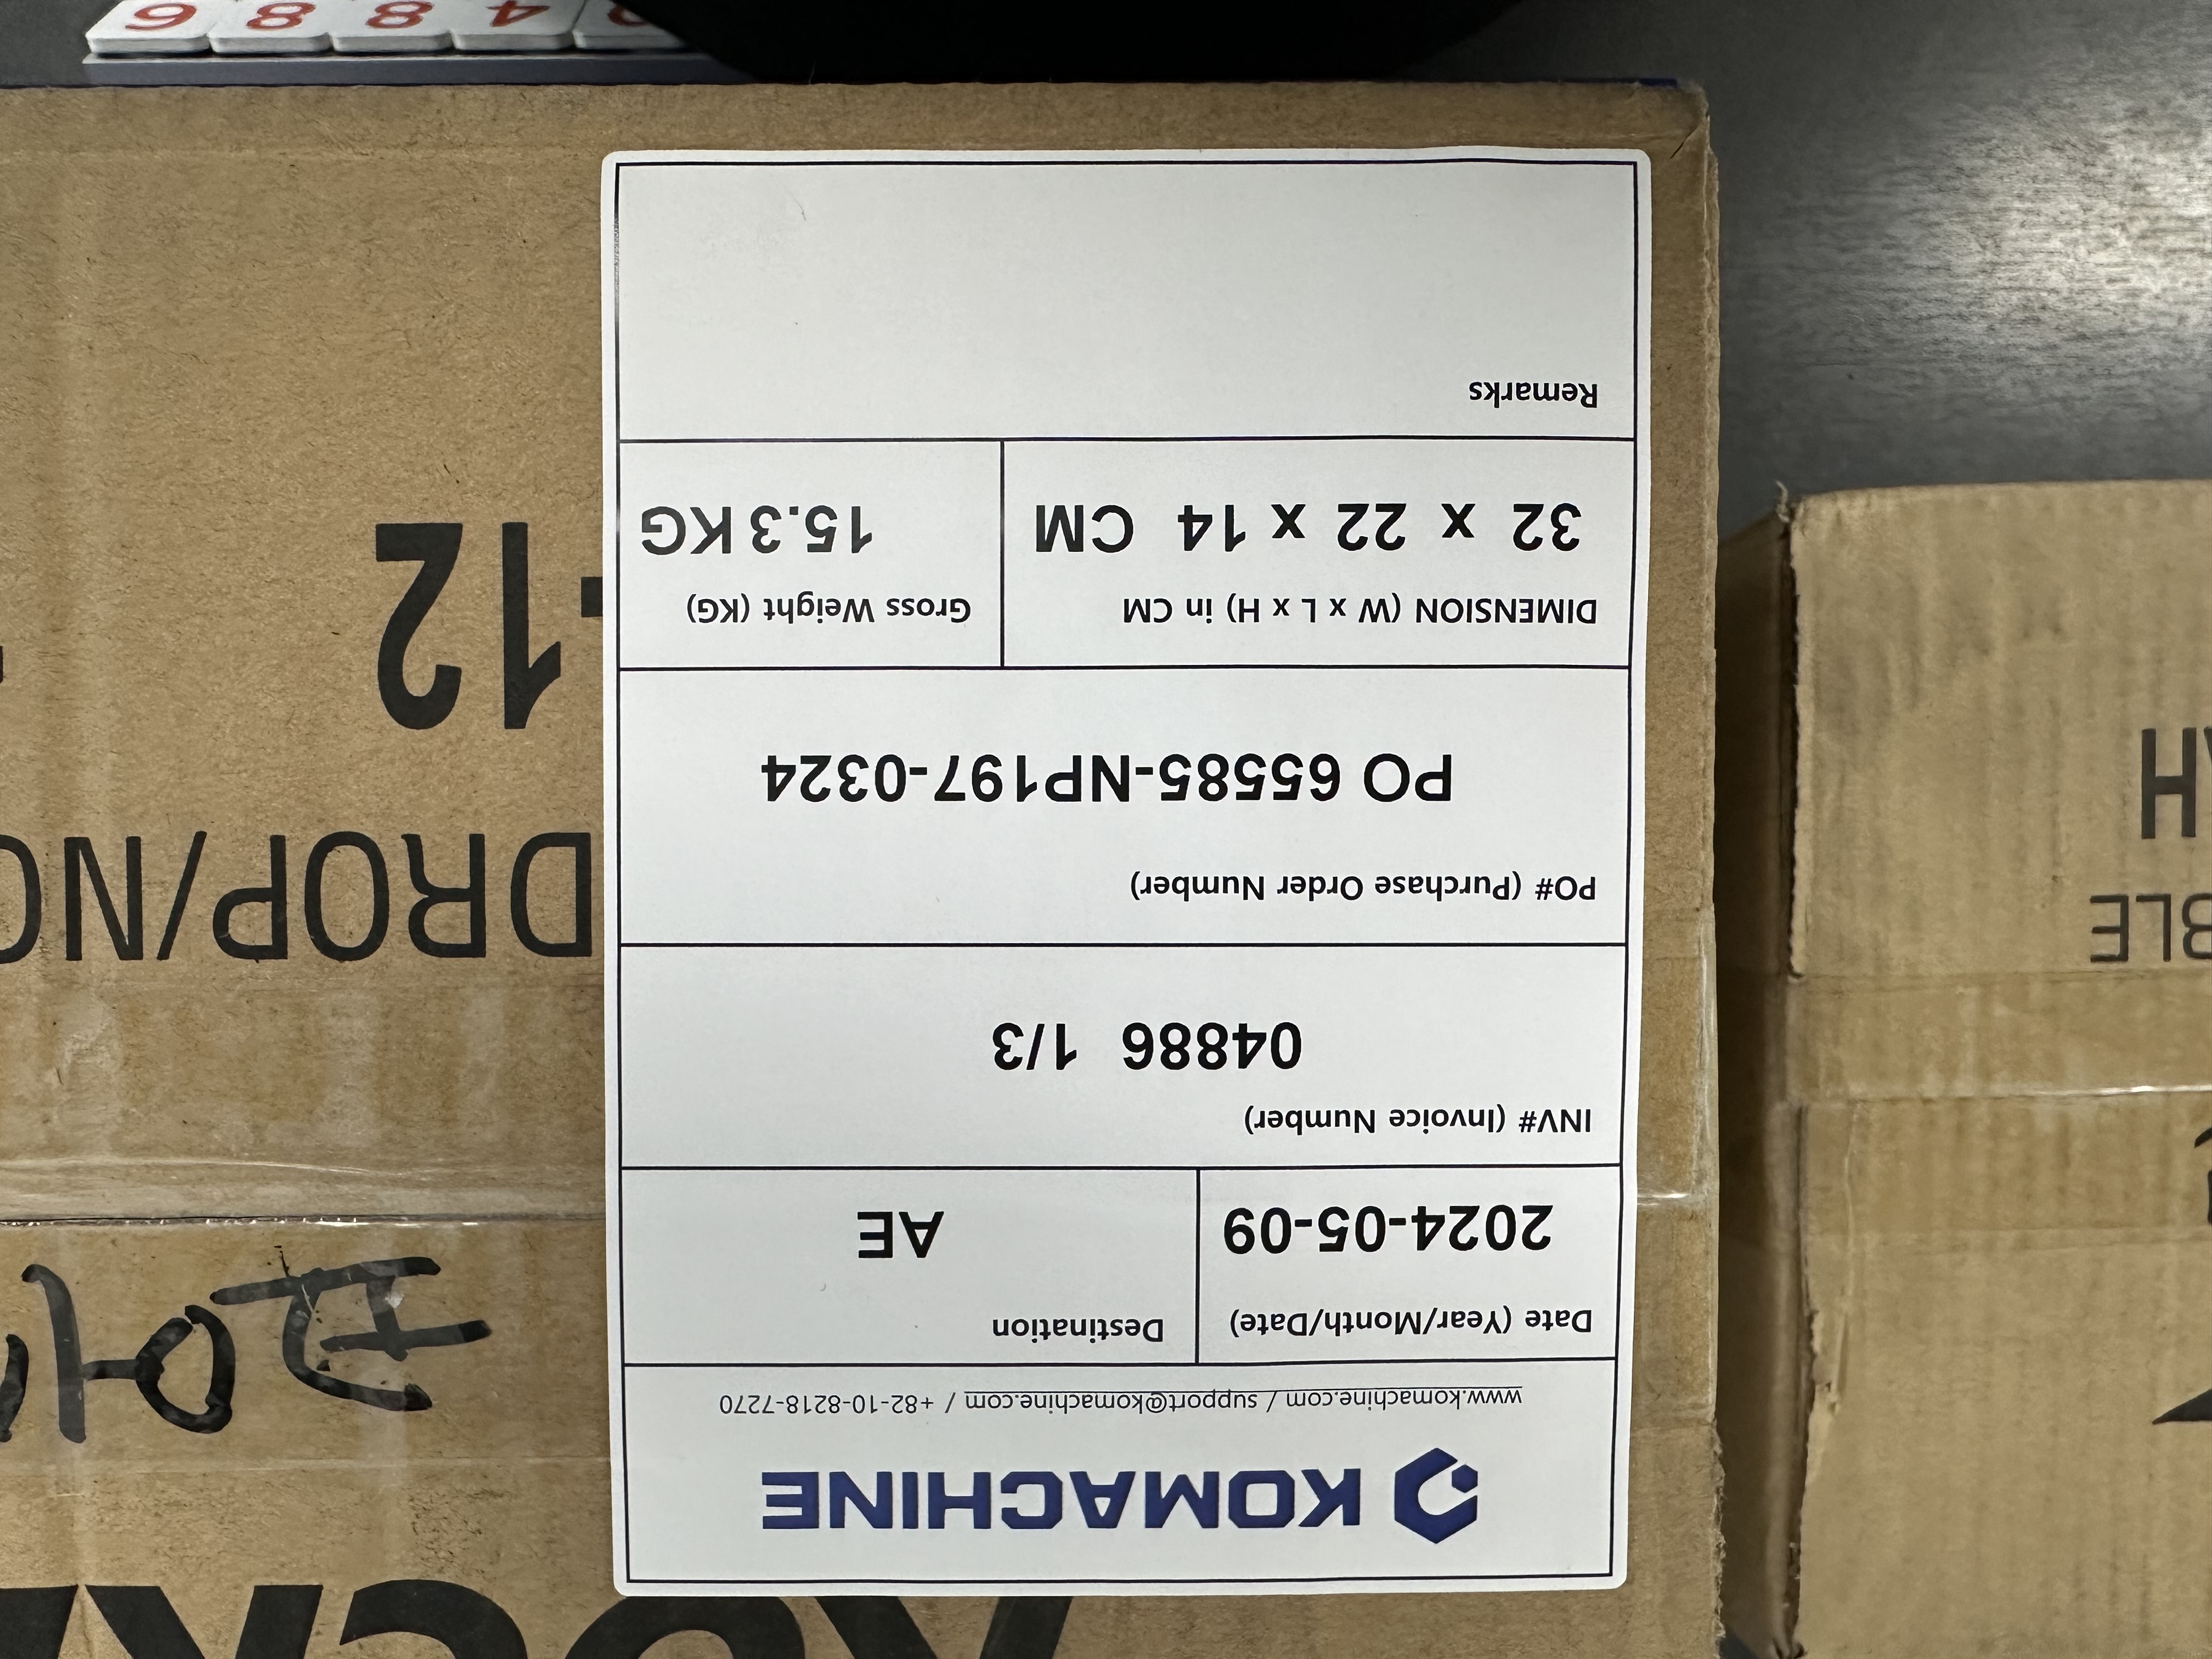 KOMACHINE
www.komachine.com / support@komachine.com / +82-10-8218-7270
Date (Year/Month/Date)
2024-05-09
Destination
AE
INV# (Invoice Number)
04886 1/3
PO# (Purchase Order Number)
PO 65585-NP197-0324
DIMENSION (W x L x H) in CM
32 x 22 x 14 CM
Gross Weight (KG)
15.3 KG
Remarks
DROP/NO
-12
4886